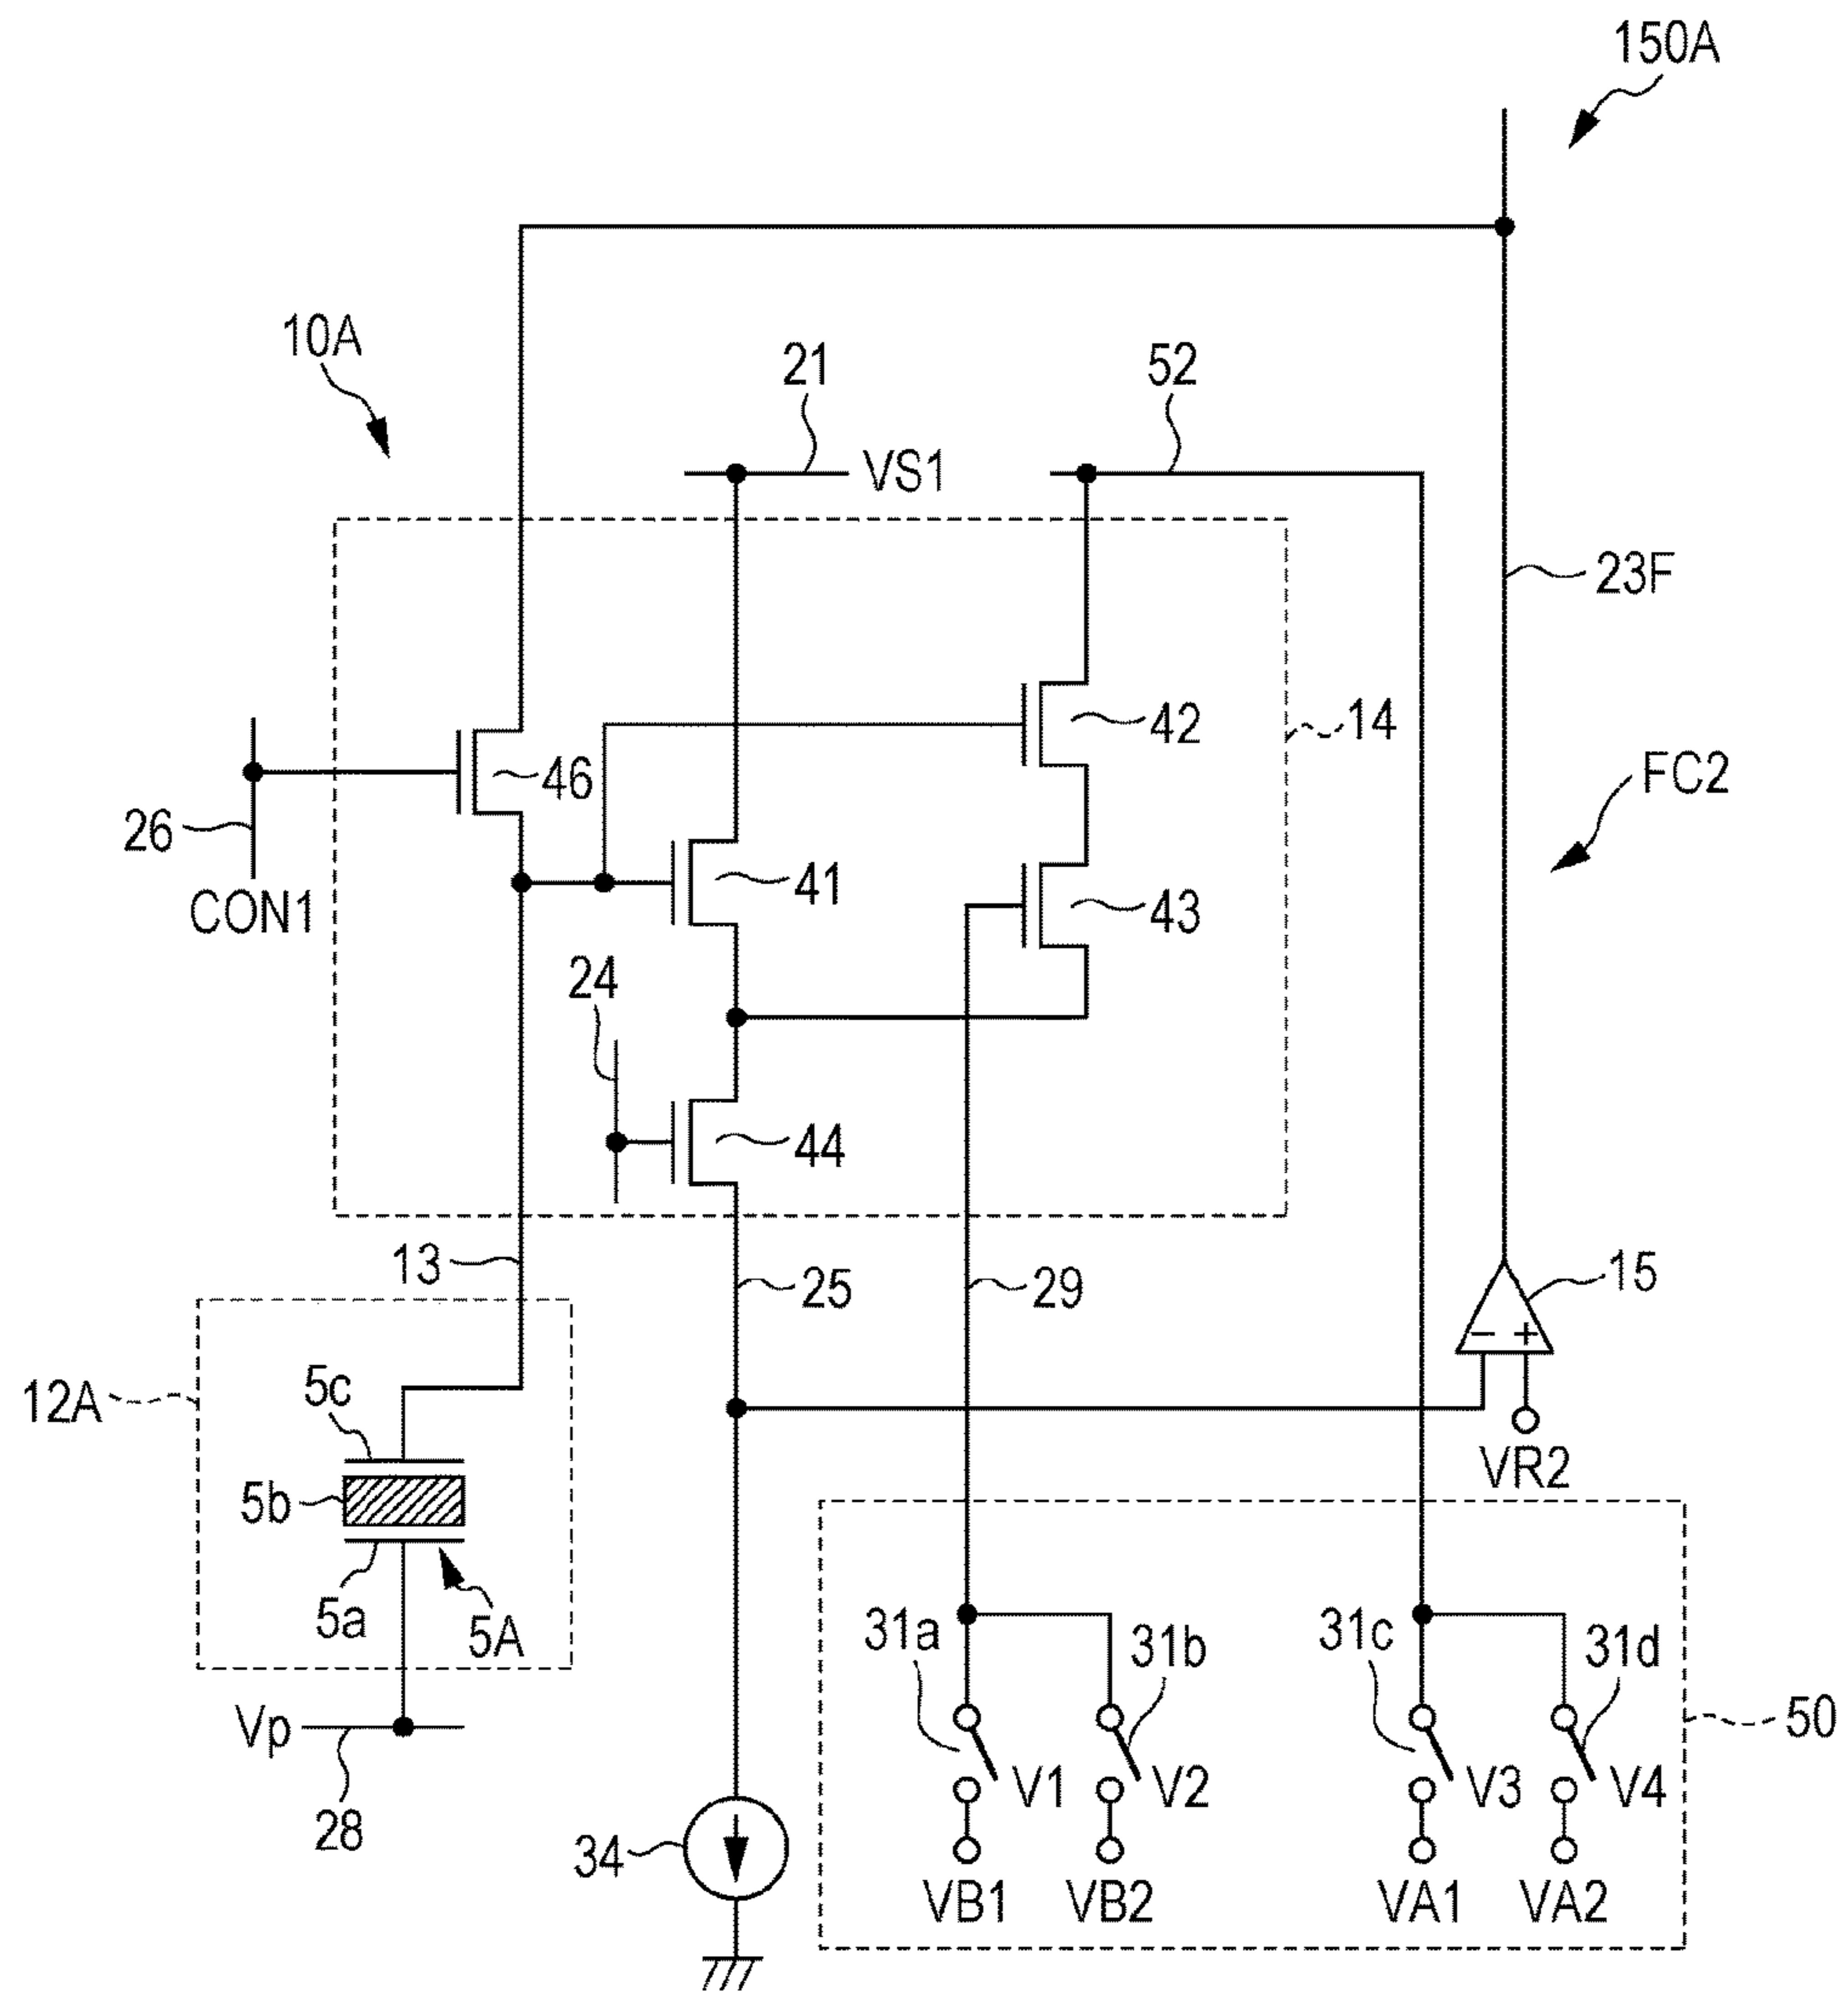 150A
10A
21
52
VS1
23F
14
42
46
FC2
26
41
43
CON1
24
44
13
25
29
15
- +
12A
5c
VR2
5b
5a
5A
31a
31b
31c
31d
Vp
50
V1
V2
V3
V4
28
34
VB1
VB2
VA1
VA2